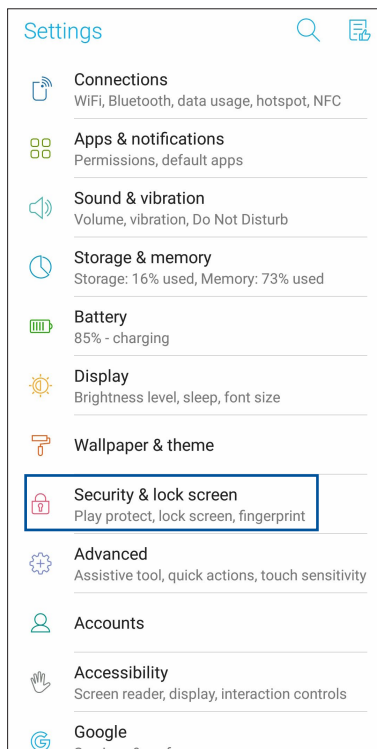 Settings
Connections
WiFi, Bluetooth, data usage, hotspot, NFC
Apps & notifications
Permissions, default apps
Sound & vibration
Volume, vibration, Do Not Disturb
Storage & memory
Storage: 16% used, Memory: 73% used
Battery
85% - charging
Display
Brightness level, sleep, font size
Wallpaper & theme
Security & lock screen
Play protect, lock screen, fingerprint
Advanced
Assistive tool, quick actions, touch sensitivity
Accounts
Accessibility
Screen reader, display, interaction controls
Google